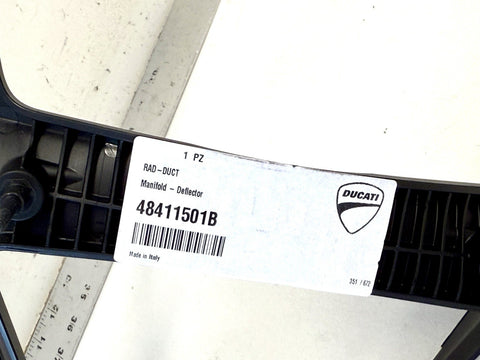 1 PZ
RAD-DUCT
Manifold - Deflector
48411501B
Made in Italy
DUCATI
351 / 672